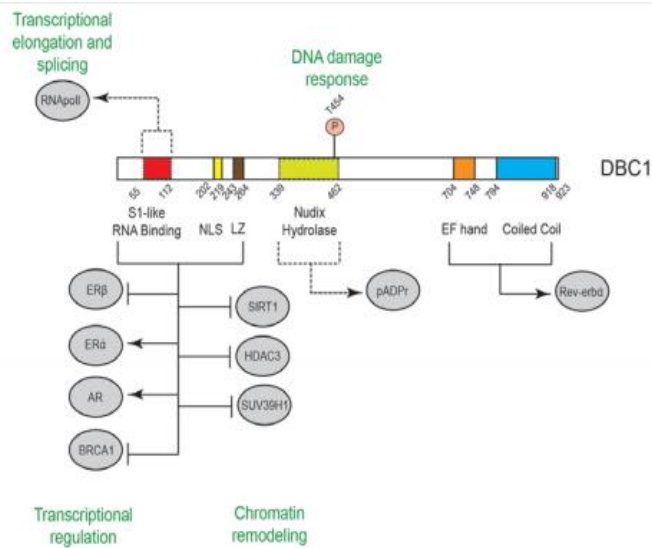 Transcriptional
elongation and
splicing
DNA damage
response
RNApolI
T454
P
DBC1
55
112
202
219
243
264
339
462
704
748
794
918
923
S1-like
RNA Binding
NLS
LZ
Nudix
Hydrolase
EF hand
Coiled Coil
ERβ
SIRT1
pADPr
Rev-erbα
ERα
HDAC3
AR
SUV39H1
BRCA1
Transcriptional
regulation
Chromatin
remodeling